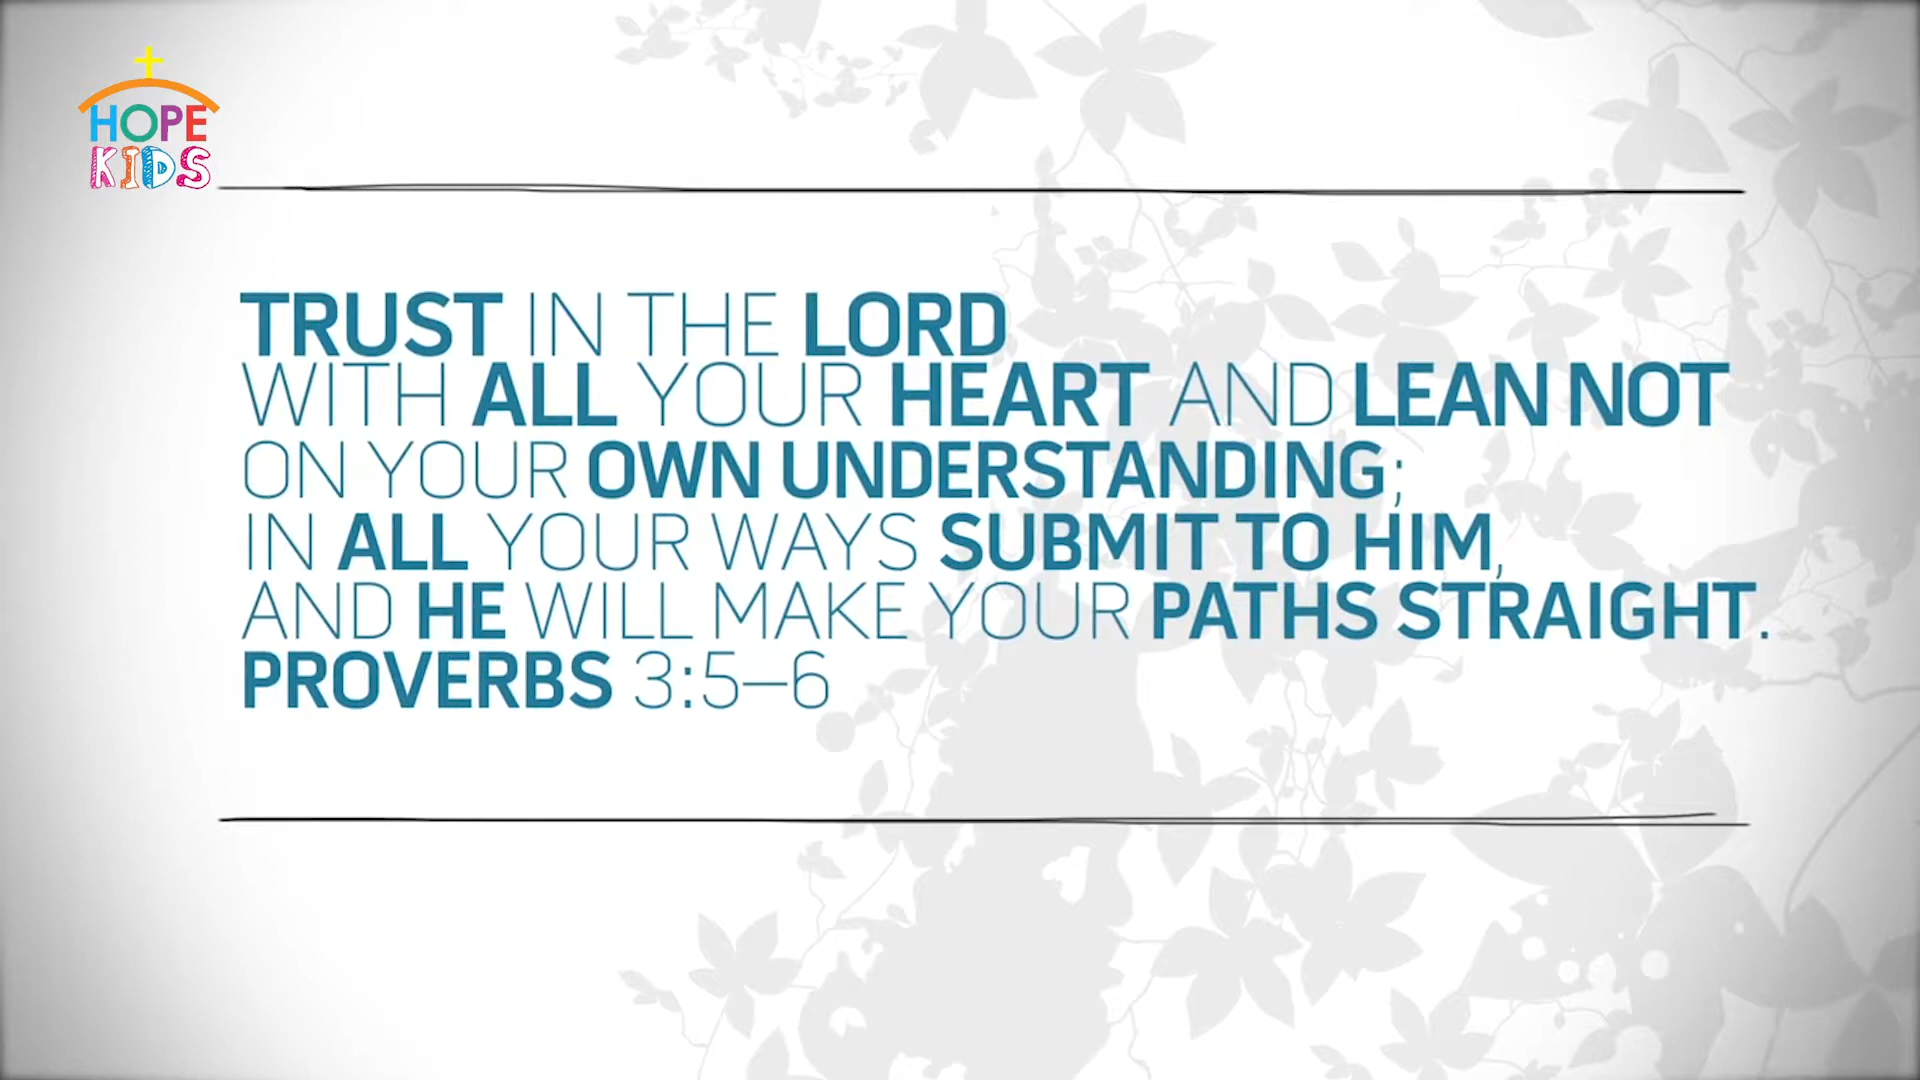 HOPE
KIDS
TRUST IN THE LORD
WITH ALL YOUR HEART AND LEAN NOT
ON YOUR OWN UNDERSTANDING;
IN ALL YOUR WAYS SUBMIT TO HIM,
AND HE WILL MAKE YOUR PATHS STRAIGHT.
PROVERBS 3:5–6